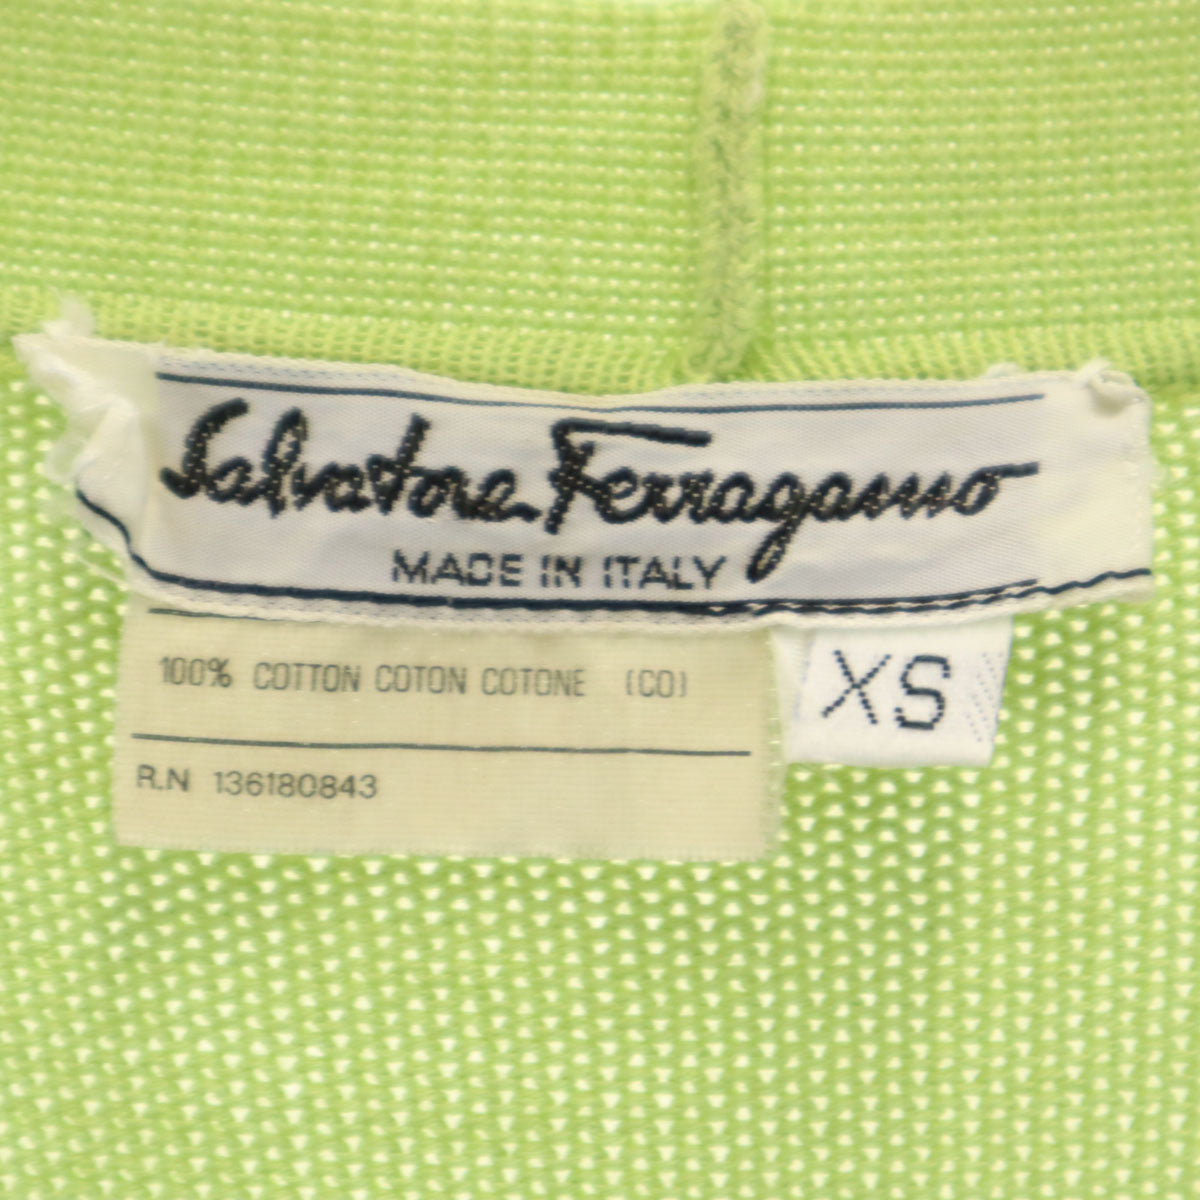 Salvatore Ferragamo
MADE IN ITALY
100% COTTON COTON COTONE (CO)
XS
R.N 136180843